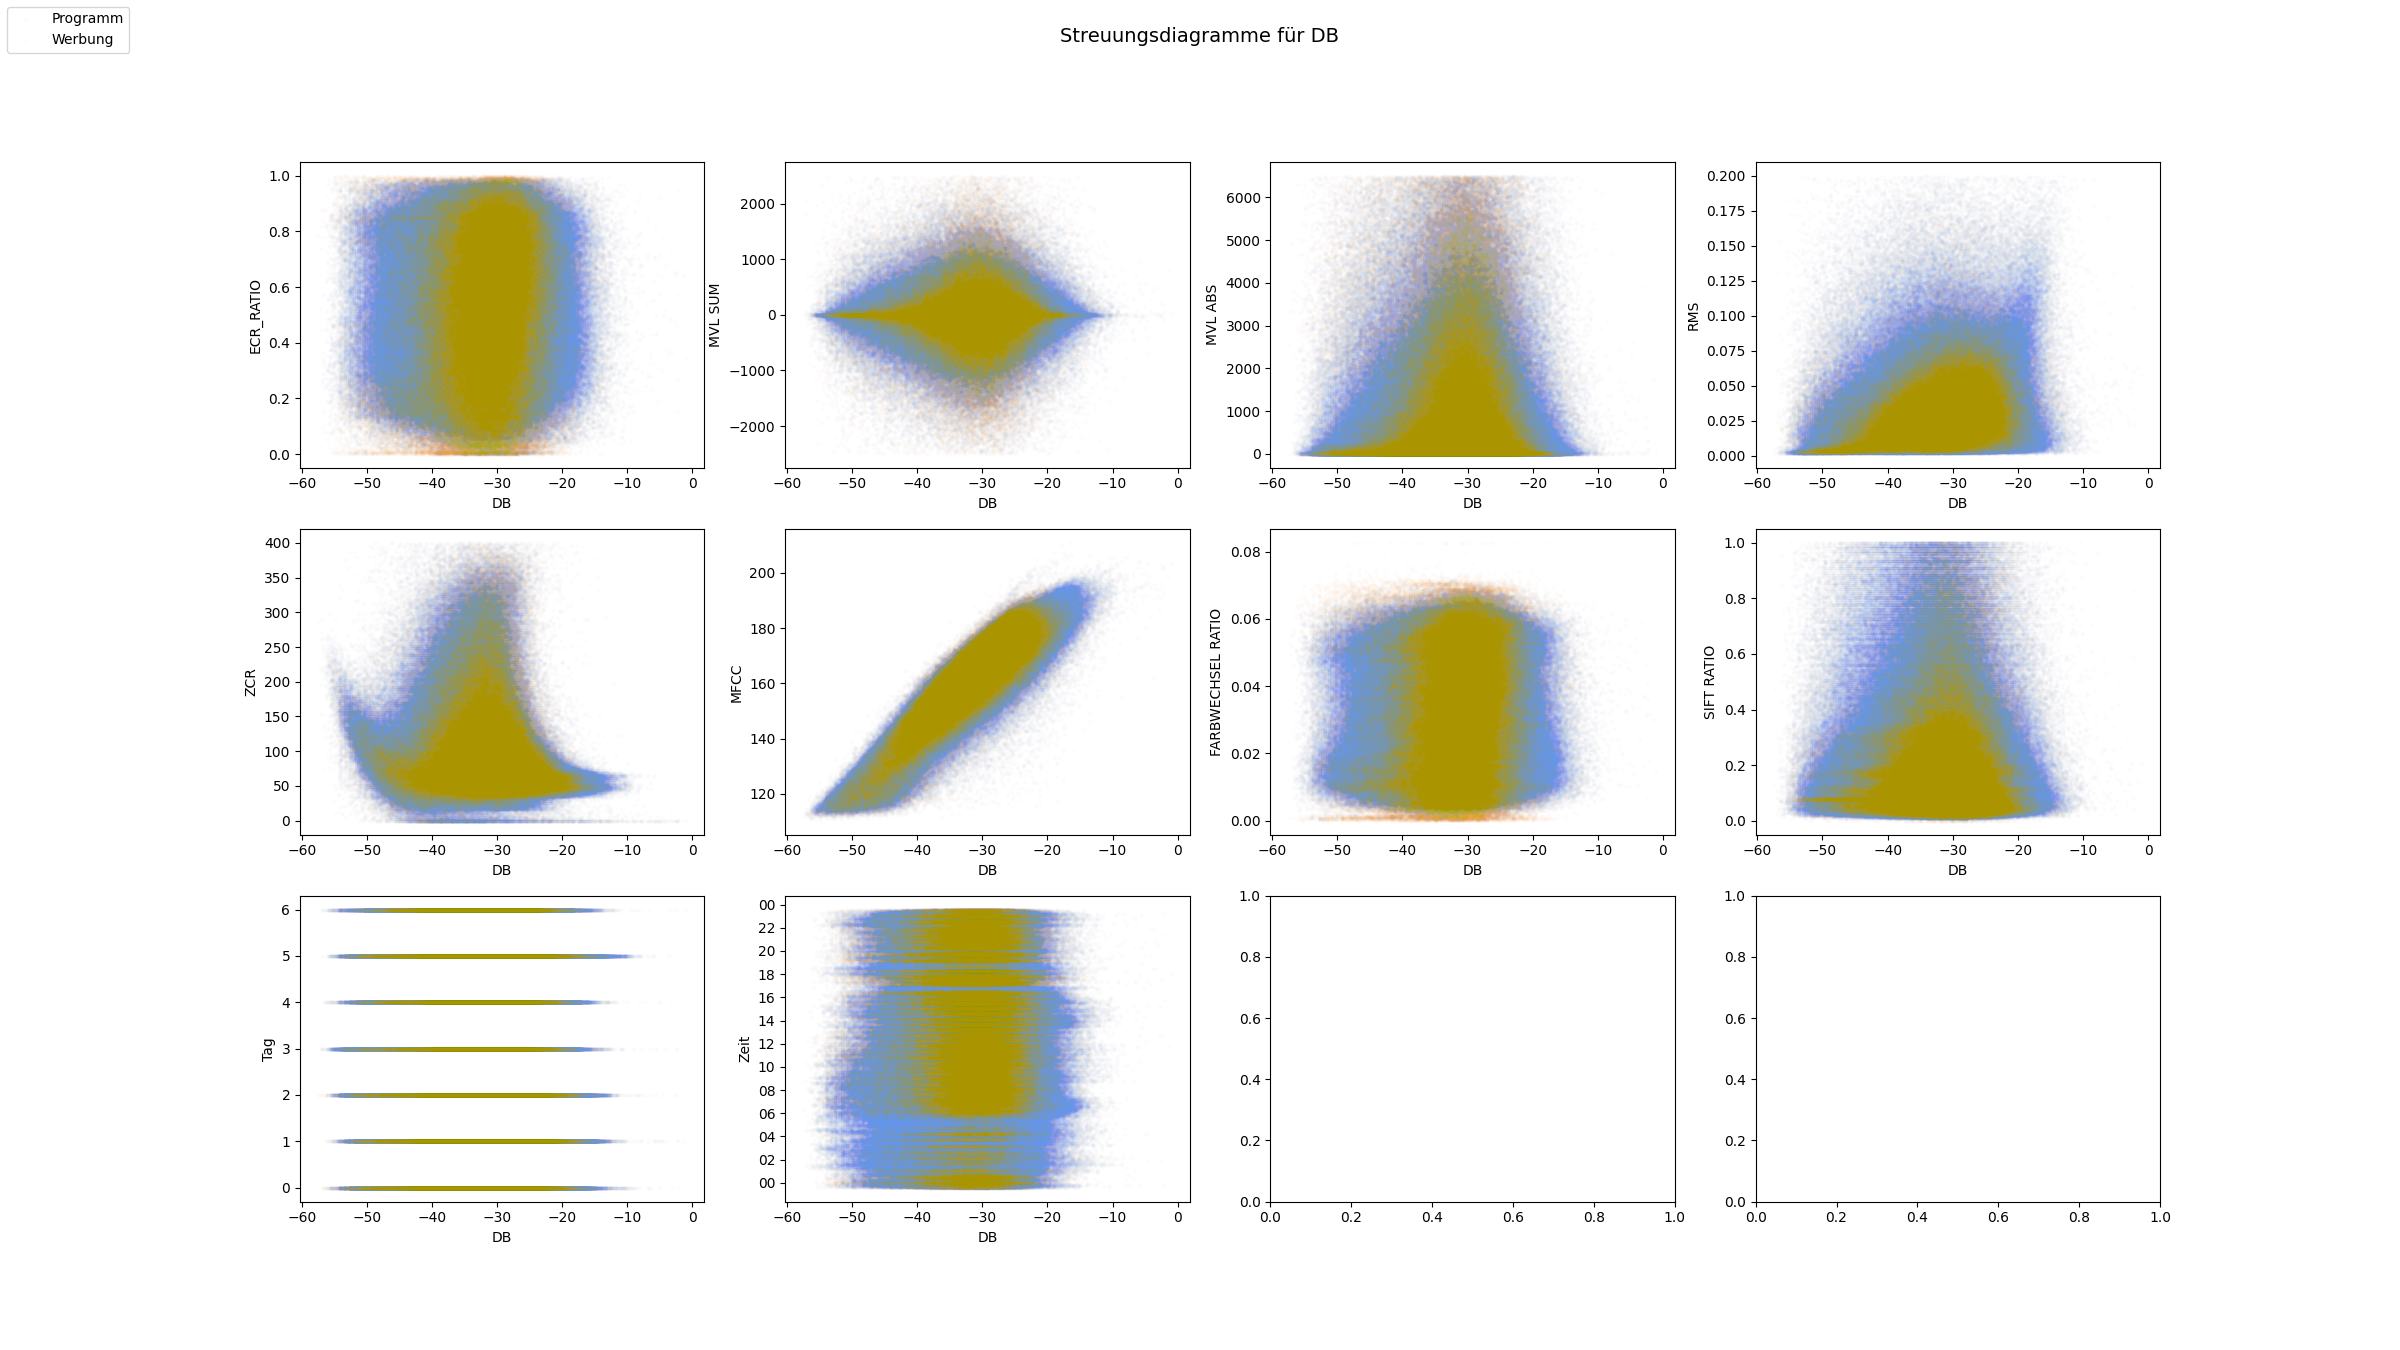 Programm
Werbung
Streuungsdiagramme für DB
1.0
0.8
0.6
0.4
0.2
0.0
ECR_RATIO
−60 −50 −40 −30 −20 −10 0
DB
2000
1000
0
−1000
−2000
MVL SUM
−60 −50 −40 −30 −20 −10 0
DB
6000
5000
4000
3000
2000
1000
0
MVL ABS
−60 −50 −40 −30 −20 −10 0
DB
0.200
0.175
0.150
0.125
0.100
0.075
0.050
0.025
0.000
RMS
−60 −50 −40 −30 −20 −10 0
DB
400
350
300
250
200
150
100
50
0
ZCR
−60 −50 −40 −30 −20 −10 0
DB
200
180
160
140
120
MFCC
−60 −50 −40 −30 −20 −10 0
DB
0.08
0.06
0.04
0.02
0.00
FARBWECHSEL RATIO
−60 −50 −40 −30 −20 −10 0
DB
1.0
0.8
0.6
0.4
0.2
0.0
SIFT RATIO
−60 −50 −40 −30 −20 −10 0
DB
6
5
4
3
2
1
0
Tag
−60 −50 −40 −30 −20 −10 0
DB
00
22
20
18
16
14
12
10
08
06
04
02
00
Zeit
−60 −50 −40 −30 −20 −10 0
DB
1.0
0.8
0.6
0.4
0.2
0.0
0.0 0.2 0.4 0.6 0.8 1.0
1.0
0.8
0.6
0.4
0.2
0.0
0.0 0.2 0.4 0.6 0.8 1.0